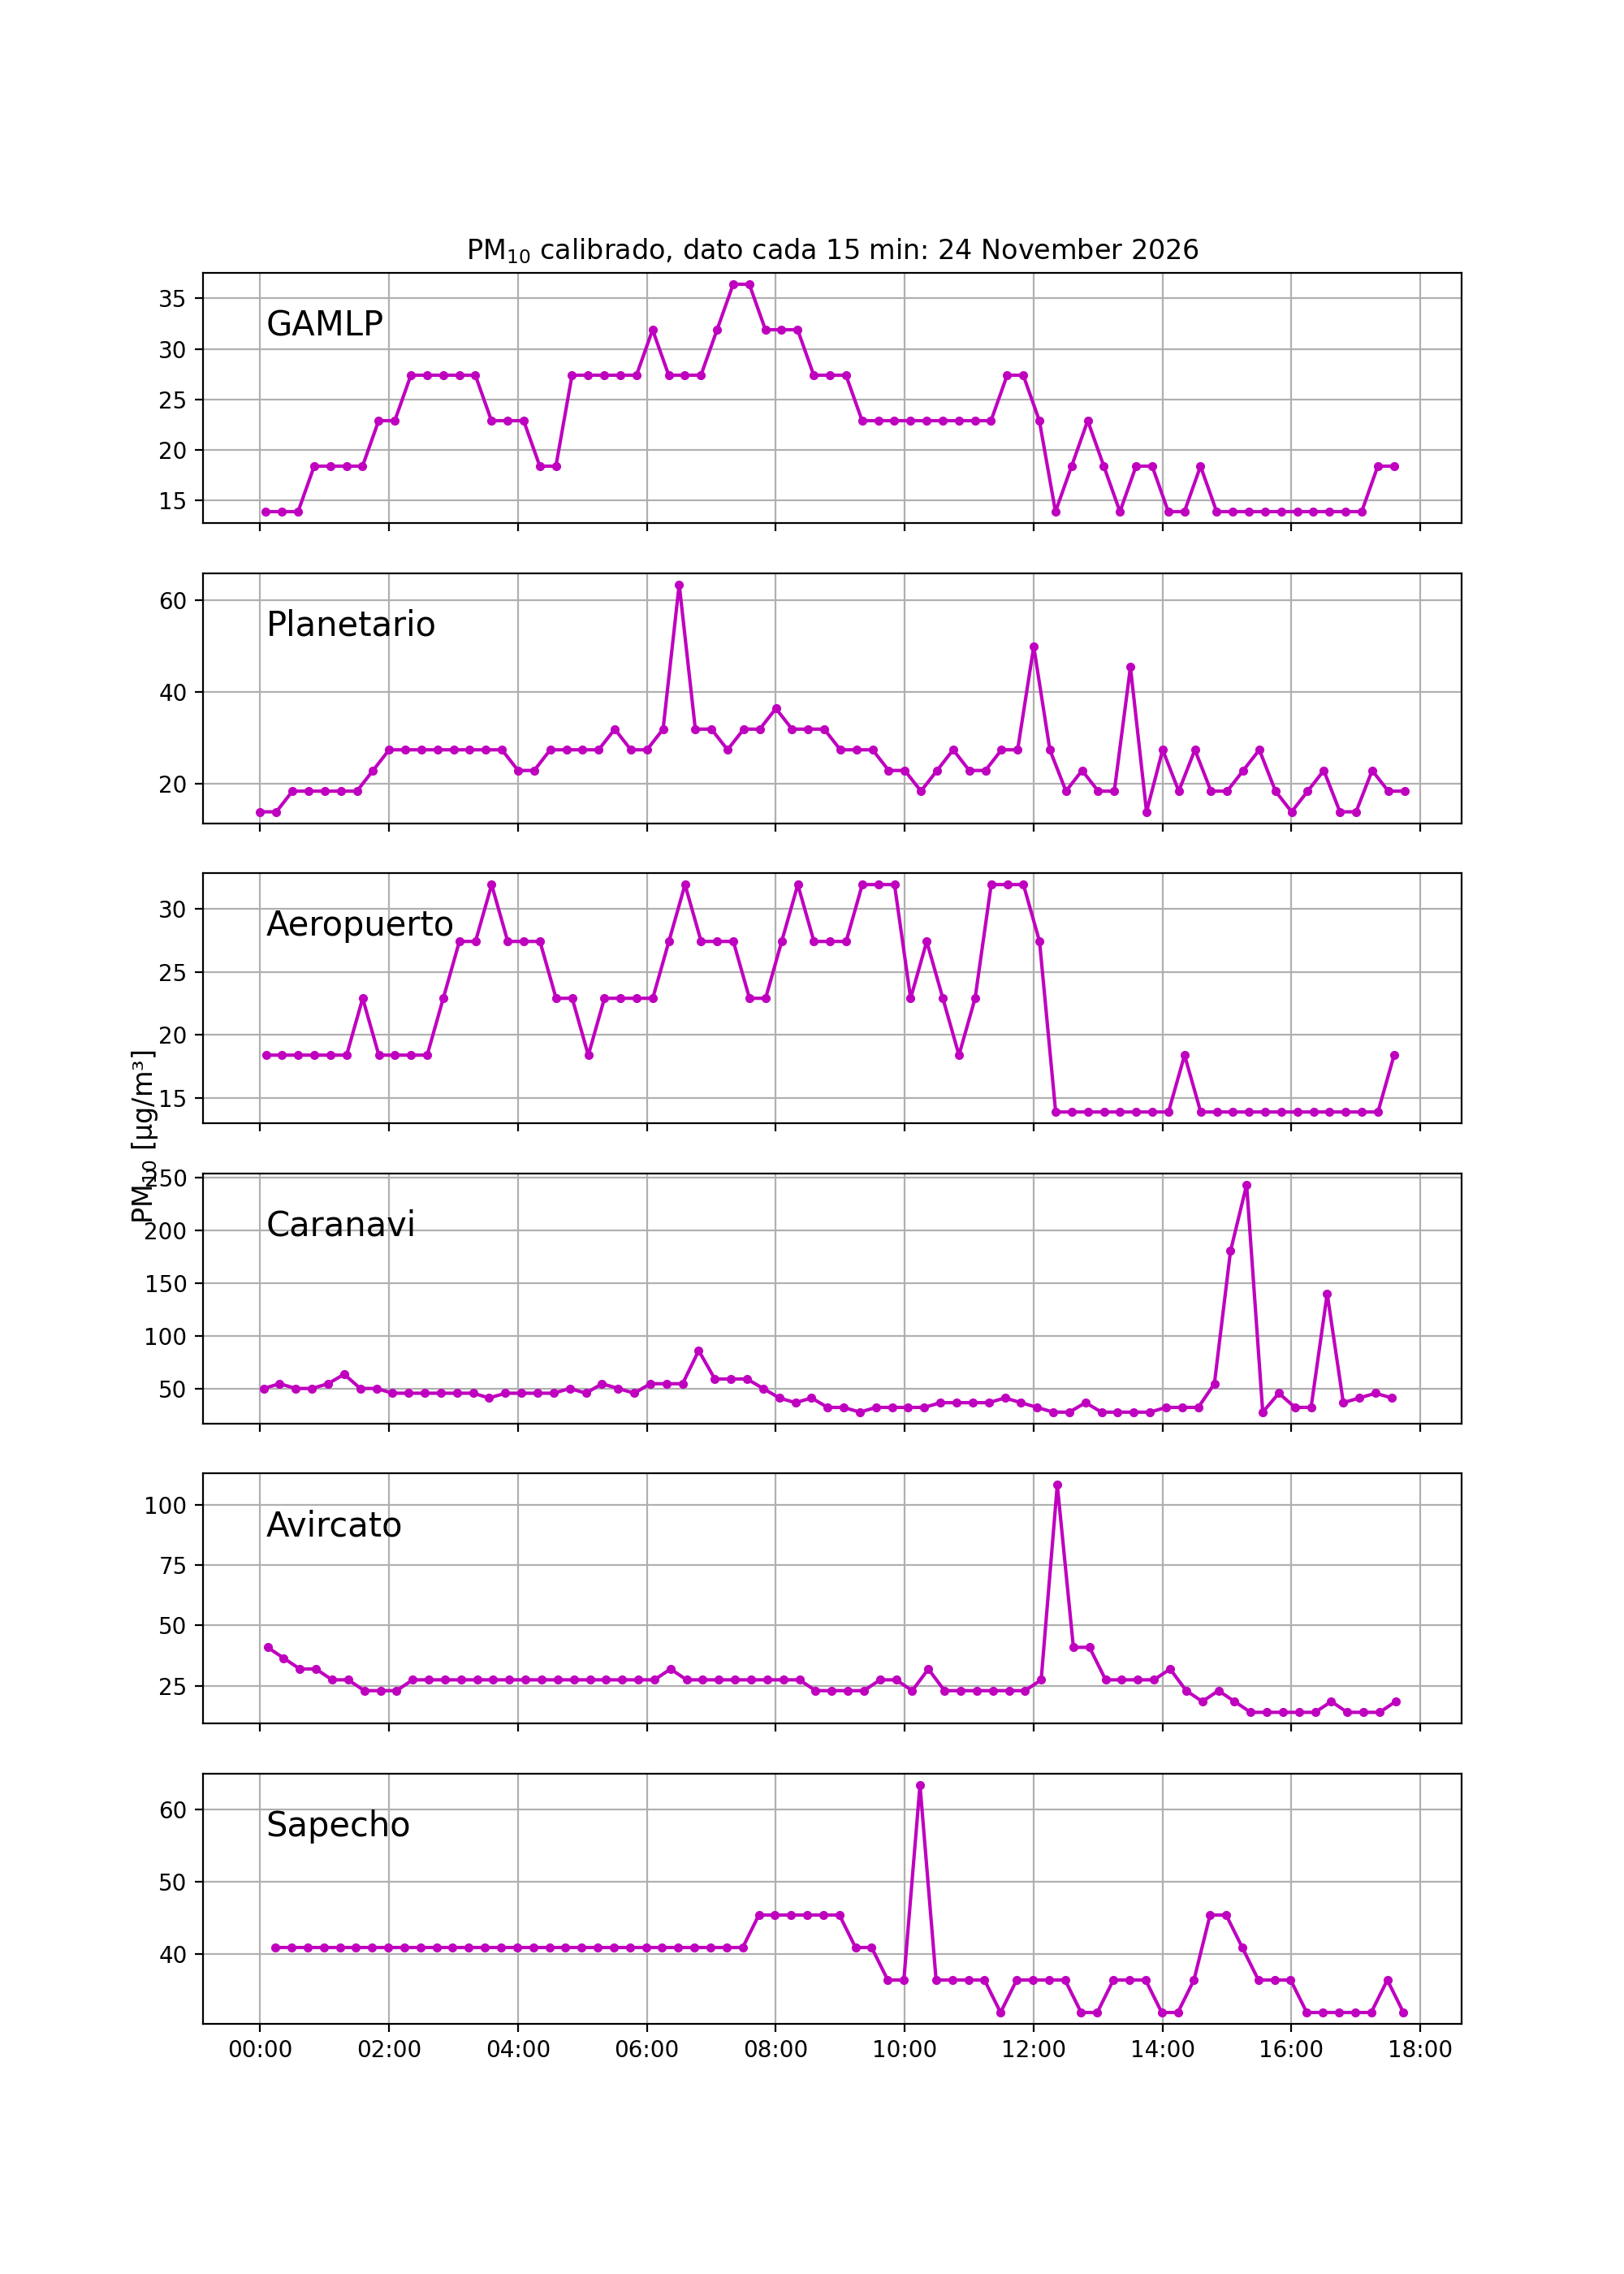 PM₁₀ calibrado, dato cada 15 min: 24 November 2026
35
30
25
20
15
GAMLP
60
40
20
Planetario
30
25
20
15
Aeropuerto
PM₁₀ [µg/m³]
250
200
150
100
50
Caranavi
100
75
50
25
Avircato
60
50
40
Sapecho
00:00 02:00 04:00 06:00 08:00 10:00 12:00 14:00 16:00 18:00